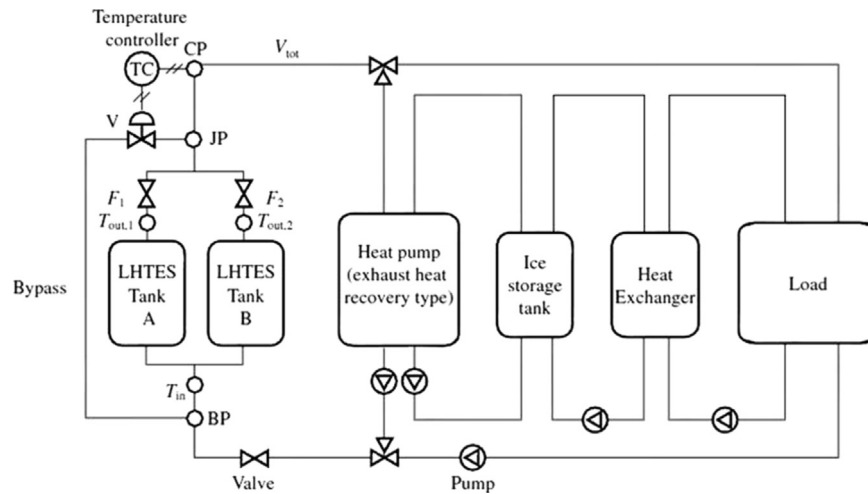 Temperature
controller
CP
TC
V_tot
V
JP
F_1
F_2
T_out,1
T_out,2
LHTES
Tank
A
LHTES
Tank
B
Heat pump
(exhaust heat
recovery type)
Ice
storage
tank
Heat
Exchanger
Load
Bypass
T_in
BP
Valve
Pump